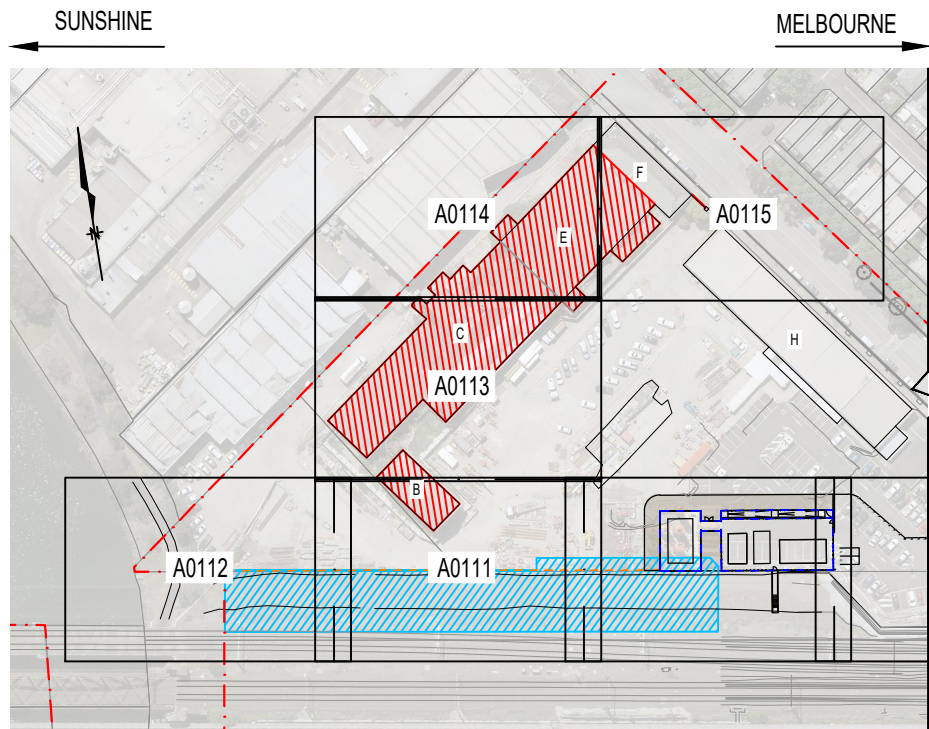 SUNSHINE
MELBOURNE
F
A0114
A0115
E
C
H
A0113
B
A0112
A0111